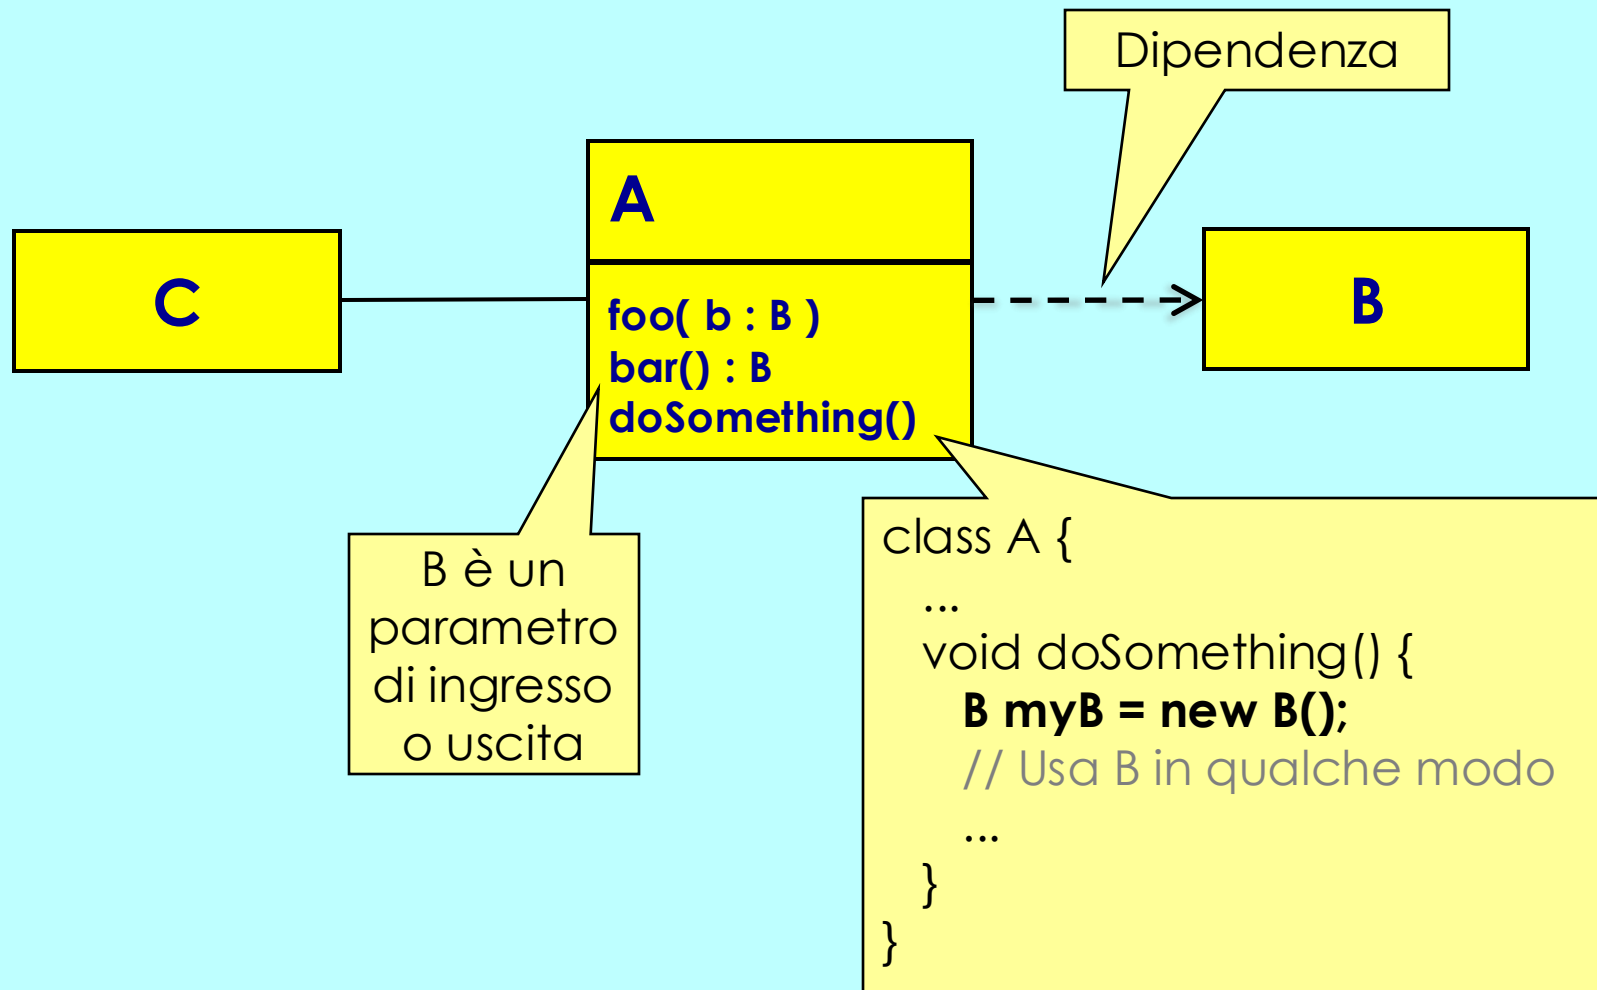 Dipendenza
A
C
B
foo( b : B )
bar() : B
doSomething()
B è un
parametro
di ingresso
o uscita
class A {
...
void doSomething() {
B myB = new B();
// Usa B in qualche modo
...
}
}